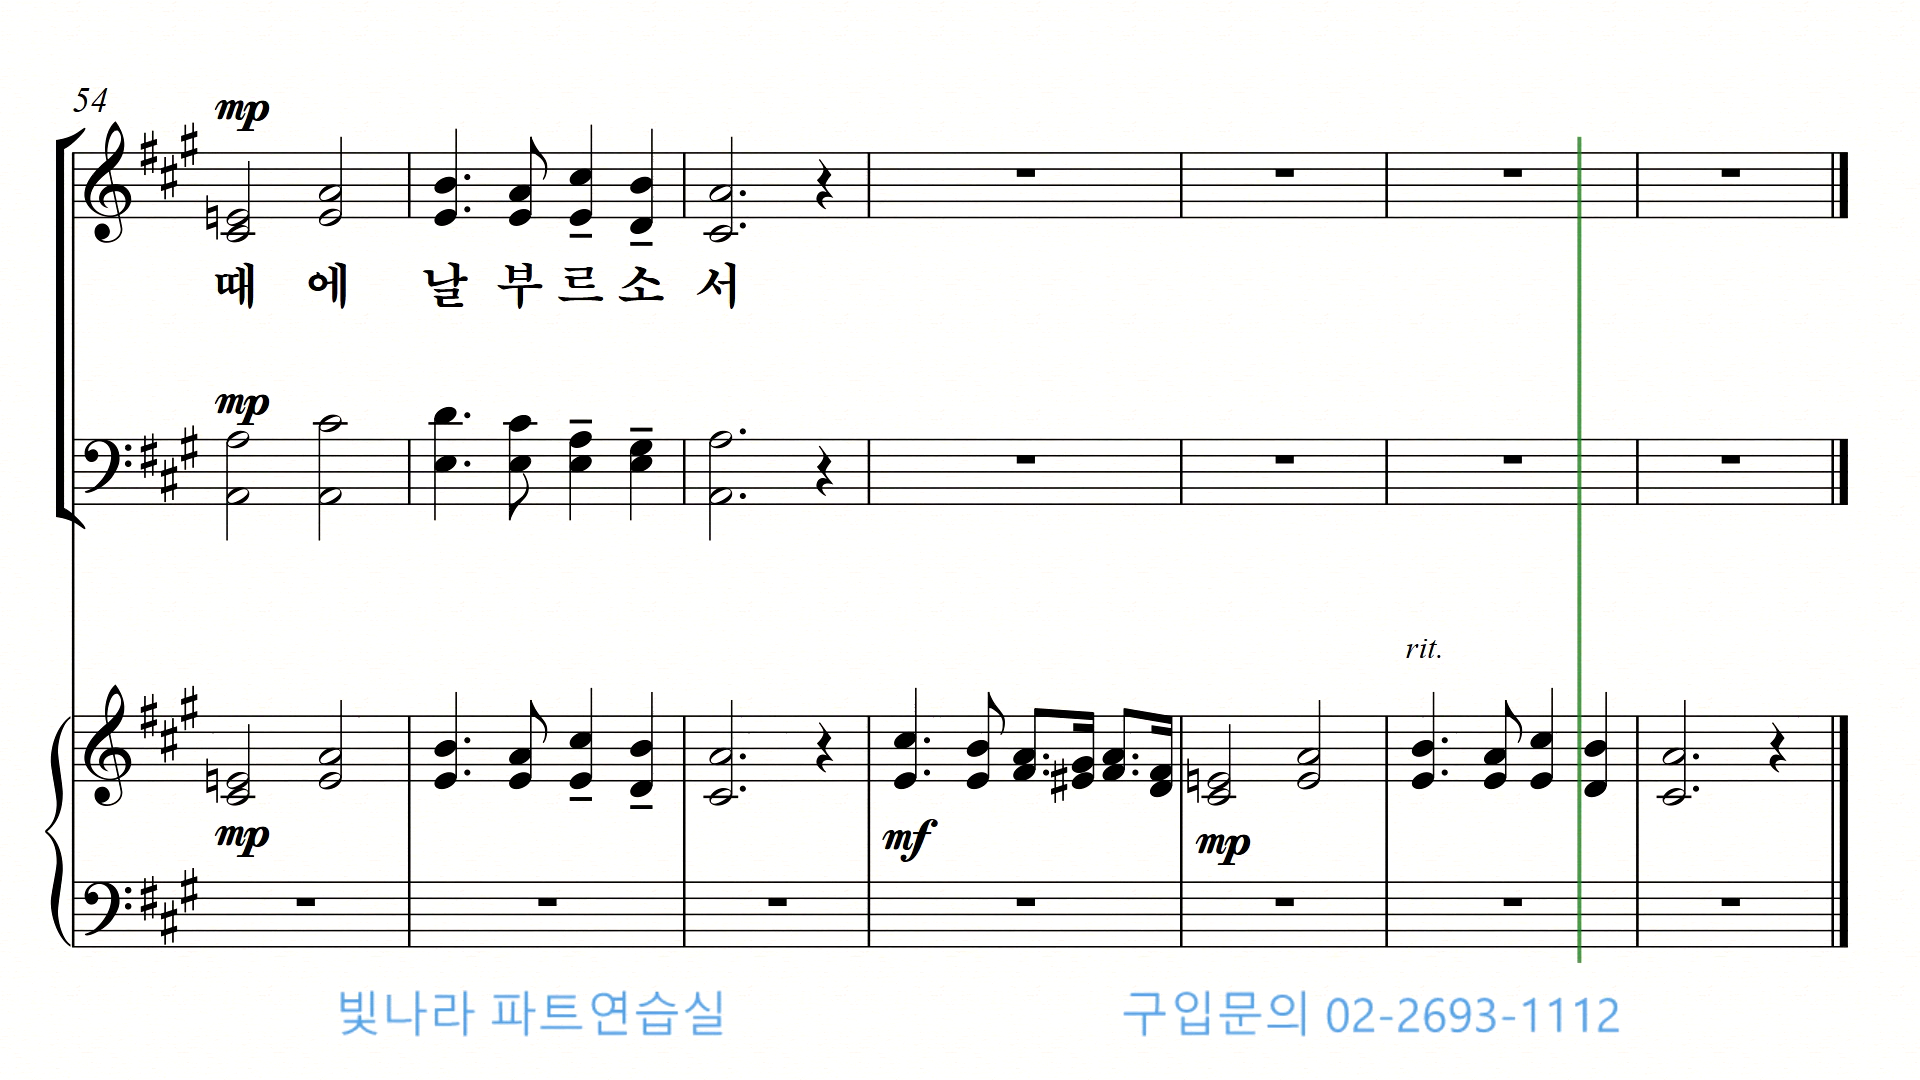 54
mp
때 에 날 부 르 소 서
mp
rit.
mp mf mp
빛나라 파트연습실 구입문의 02-2693-1112